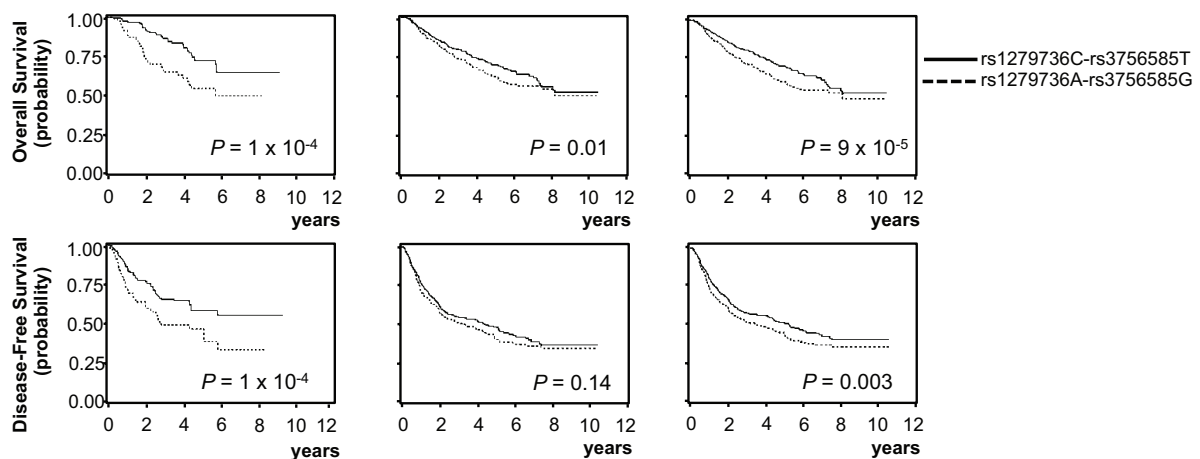 Overall Survival
(probability)
1.00
0.75
0.50
0.25
0.00
P = 1 x 10-4
0 2 4 6 8 10 12
years
P = 0.01
0 2 4 6 8 10 12
years
P = 9 x 10-5
0 2 4 6 8 10 12
years
rs1279736C-rs3756585T
rs1279736A-rs3756585G
Disease-Free Survival
(probability)
1.00
0.75
0.50
0.25
0.00
P = 1 x 10-4
0 2 4 6 8 10 12
years
P = 0.14
0 2 4 6 8 10 12
years
P = 0.003
0 2 4 6 8 10 12
years